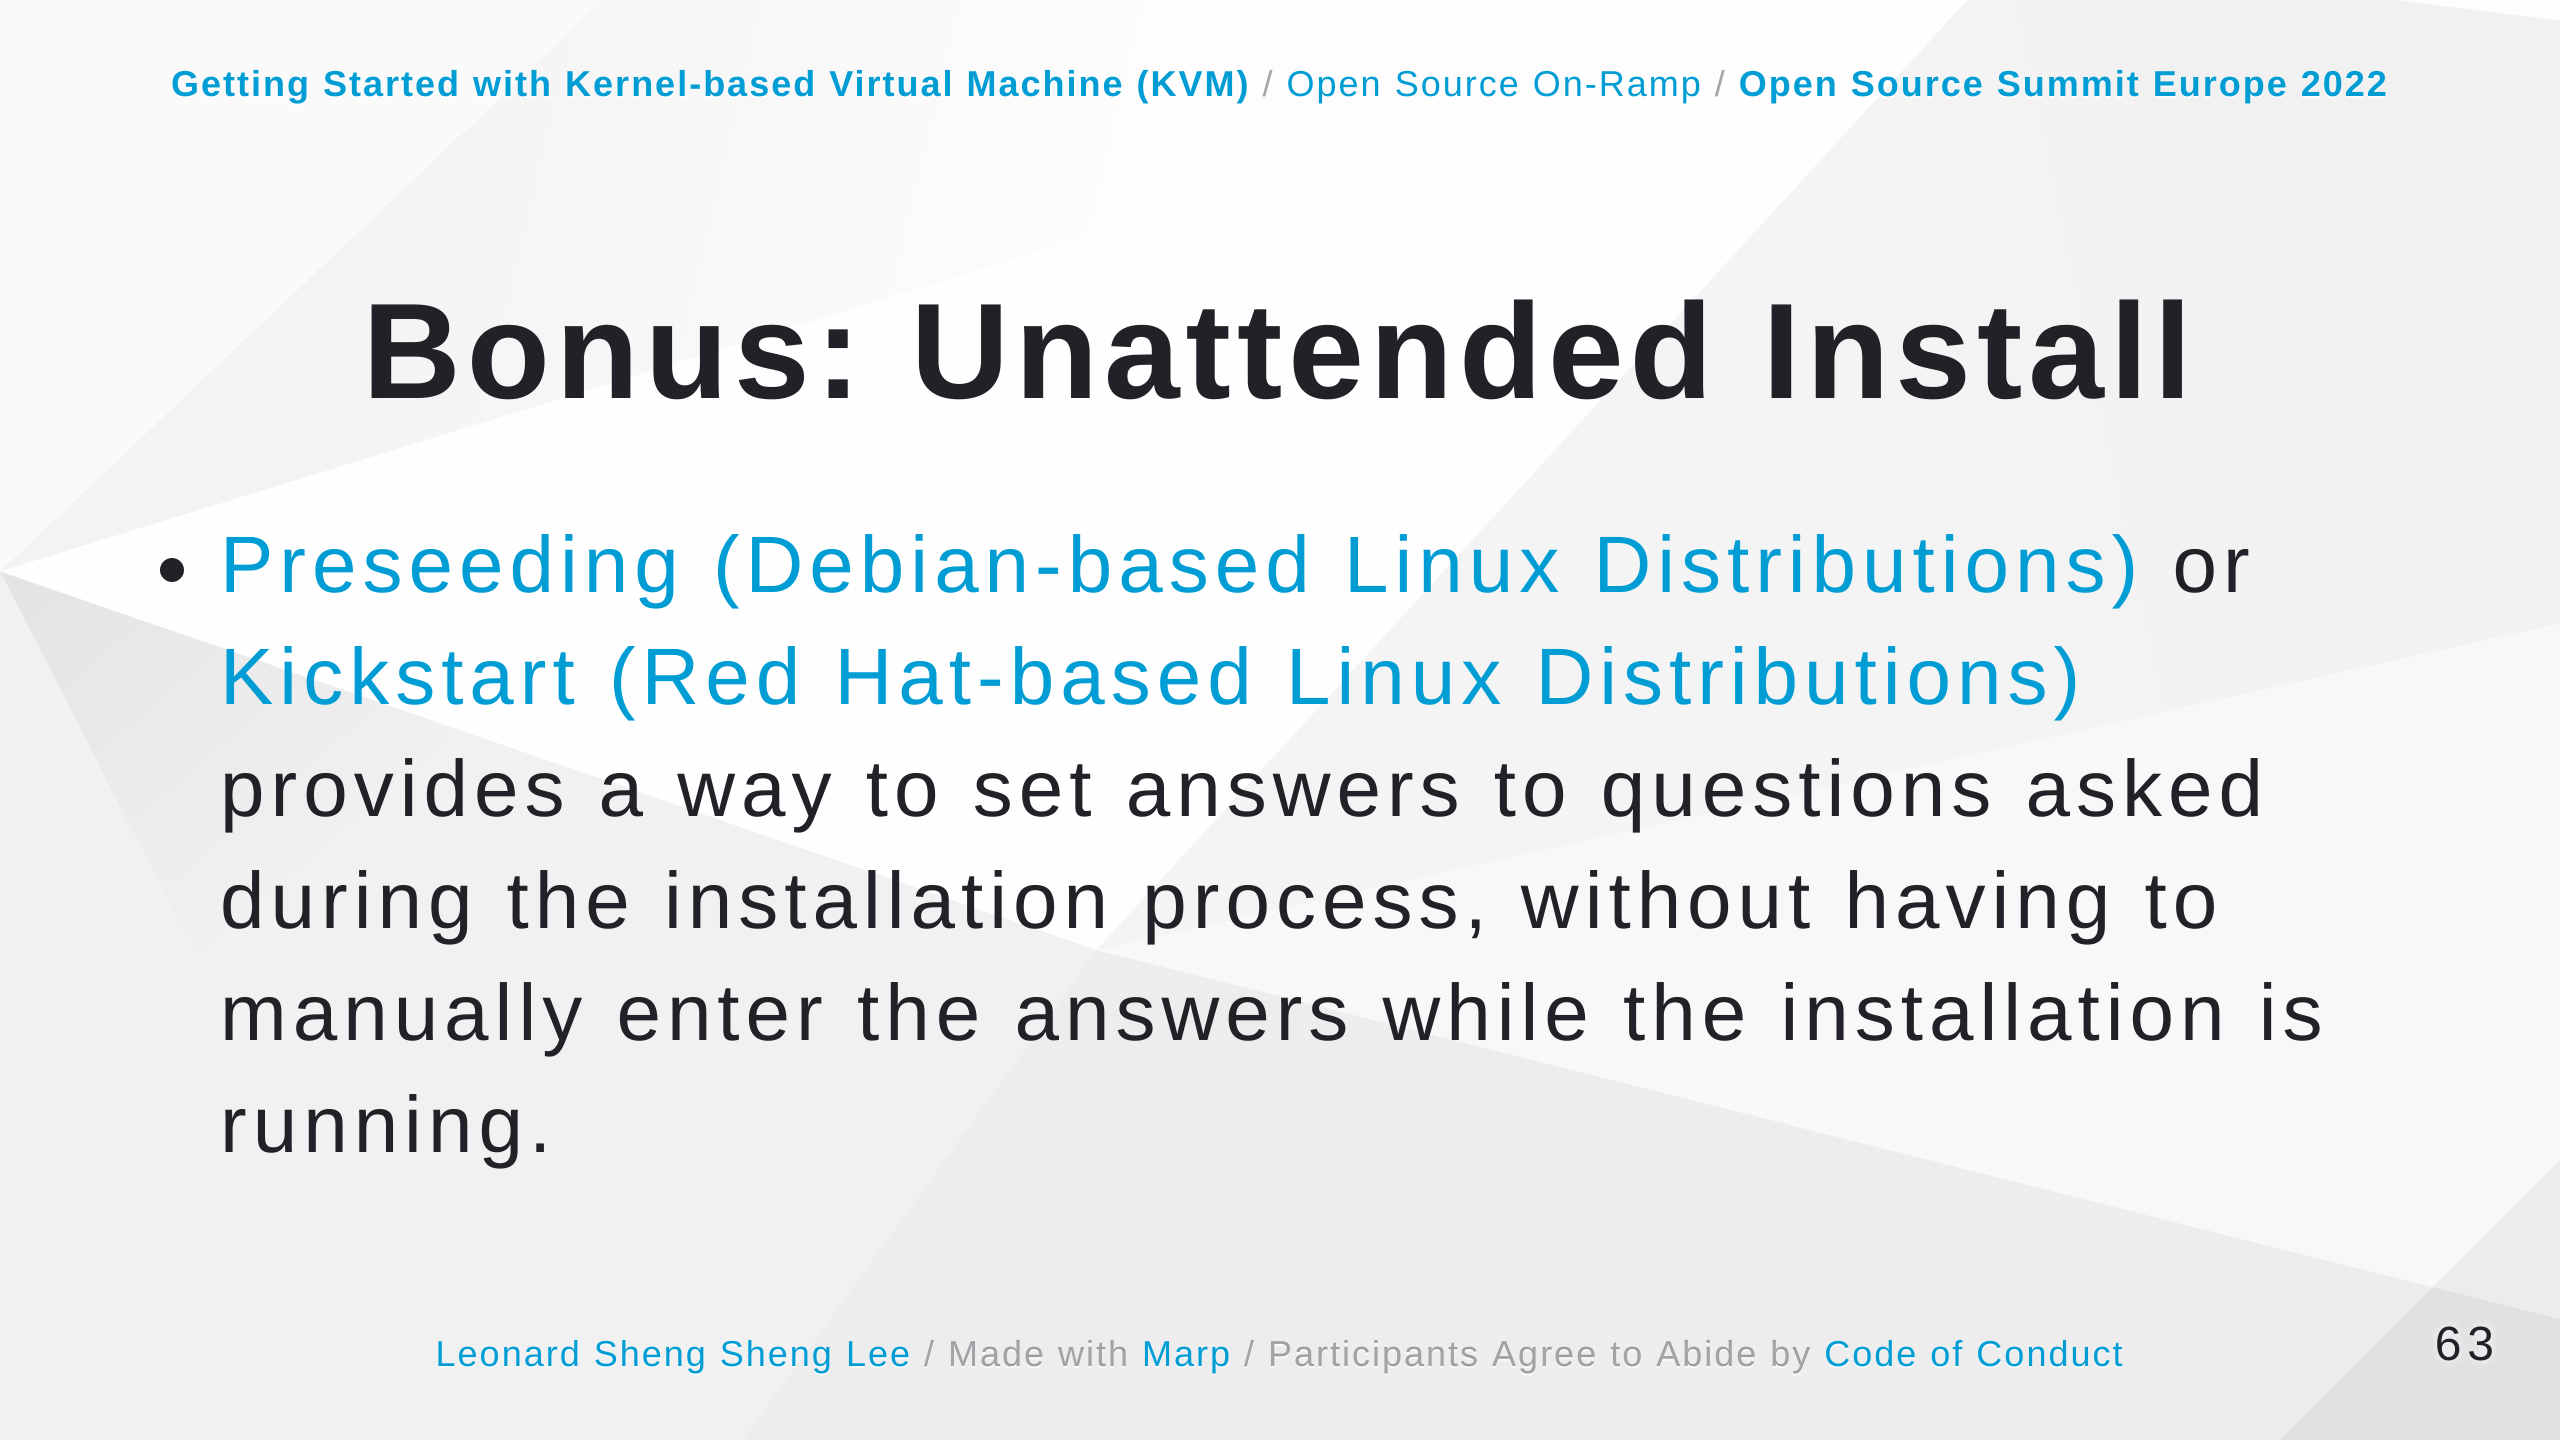 Getting Started with Kernel-based Virtual Machine (KVM) / Open Source On-Ramp / Open Source Summit Europe 2022
Bonus: Unattended Install
• Preseeding (Debian-based Linux Distributions) or
Kickstart (Red Hat-based Linux Distributions)
provides a way to set answers to questions asked
during the installation process, without having to
manually enter the answers while the installation is
running.
Leonard Sheng Sheng Lee / Made with Marp / Participants Agree to Abide by Code of Conduct
63